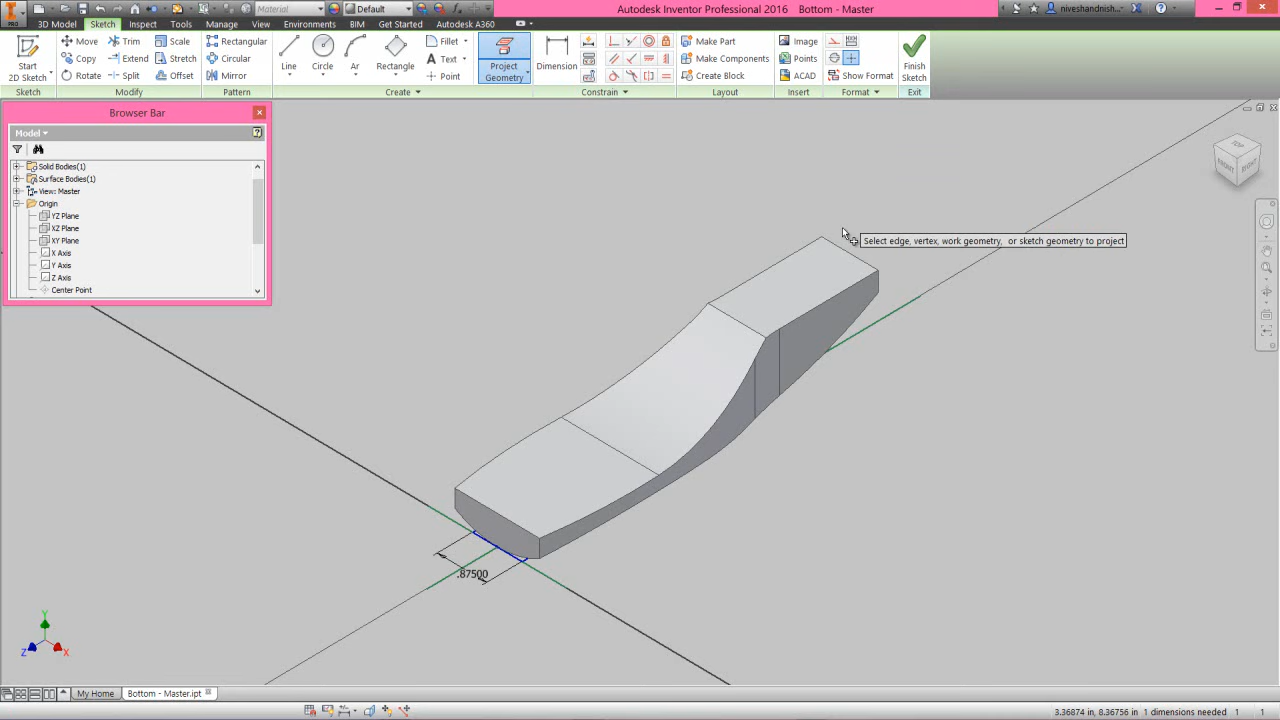 PRO
Material
Default
Autodesk Inventor Professional 2016 Bottom - Master
niveshandnish...
3D Model Sketch Inspect Tools Manage View Environments BIM Get Started Autodesk A360
Start
2D Sketch
Move Trim Scale
Copy Extend Stretch
Rotate Split Offset
Rectangular
Circular
Mirror
Line Circle Arc Rectangle
Fillet
Text
Point
Project
Geometry
Dimension
Make Part
Make Components
Create Block
Image
Points
ACAD
Show Format
Finish
Sketch
Sketch Modify Pattern Create Constrain Layout Insert Format Exit
Browser Bar
Model
Solid Bodies(1)
Surface Bodies(1)
View: Master
Origin
YZ Plane
XZ Plane
XY Plane
X Axis
Y Axis
Z Axis
Center Point
TOP
FRONT RIGHT
Select edge, vertex, work geometry, or sketch geometry to project
.87500
Y
Z X
My Home Bottom - Master.ipt
3.36874 in, 8.36756 in 1 dimensions needed 1 1